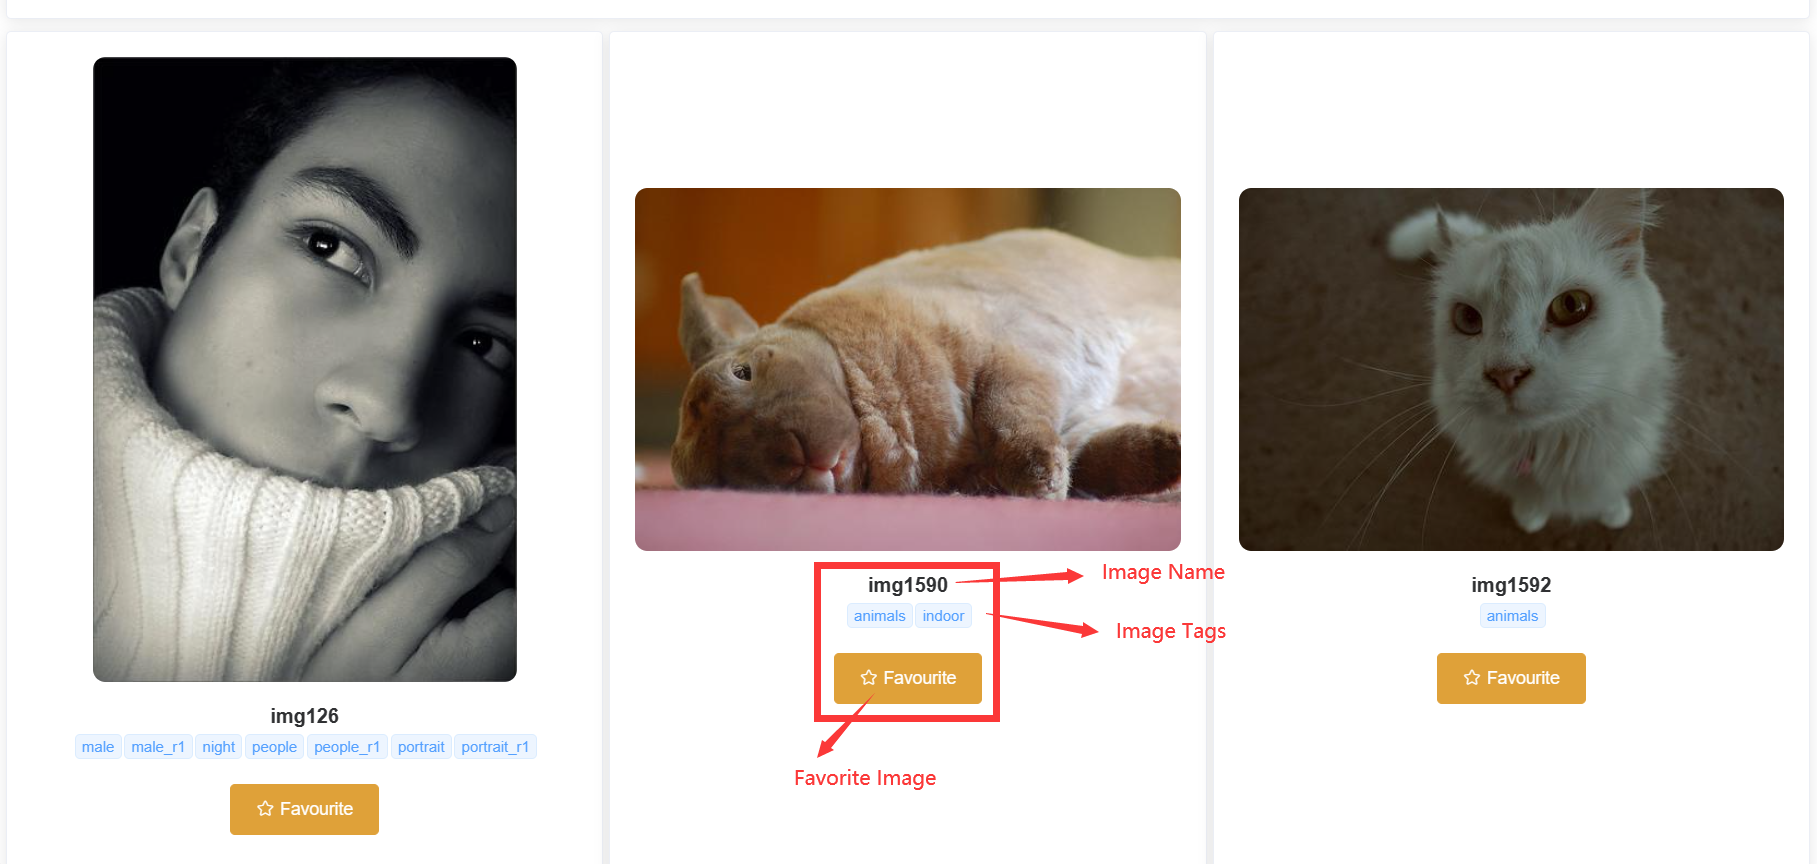 img126
male male_r1 night people people_r1 portrait portrait_r1
Favourite
img1590
Image Name
animals indoor
Image Tags
Favourite
Favorite Image
img1592
animals
Favourite